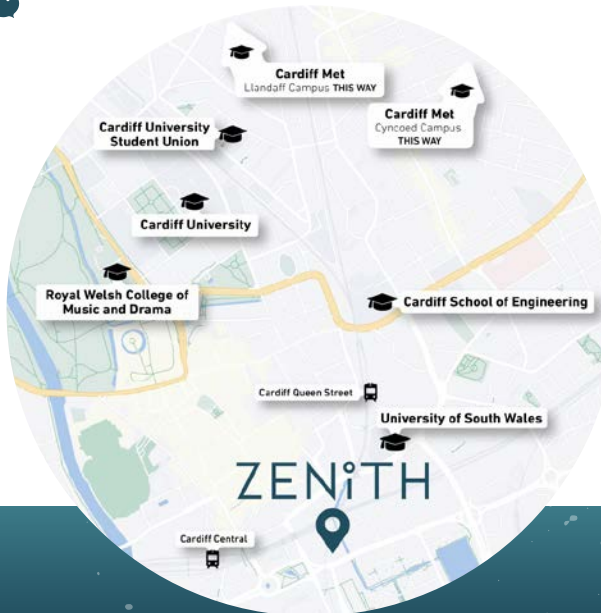 Cardiff Met
Llandaff Campus THIS WAY
Cardiff Met
Cyncoed Campus
THIS WAY
Cardiff University
Student Union
Cardiff University
Royal Welsh College of
Music and Drama
Cardiff School of Engineering
Cardiff Queen Street
University of South Wales
ZENiTH
Cardiff Central